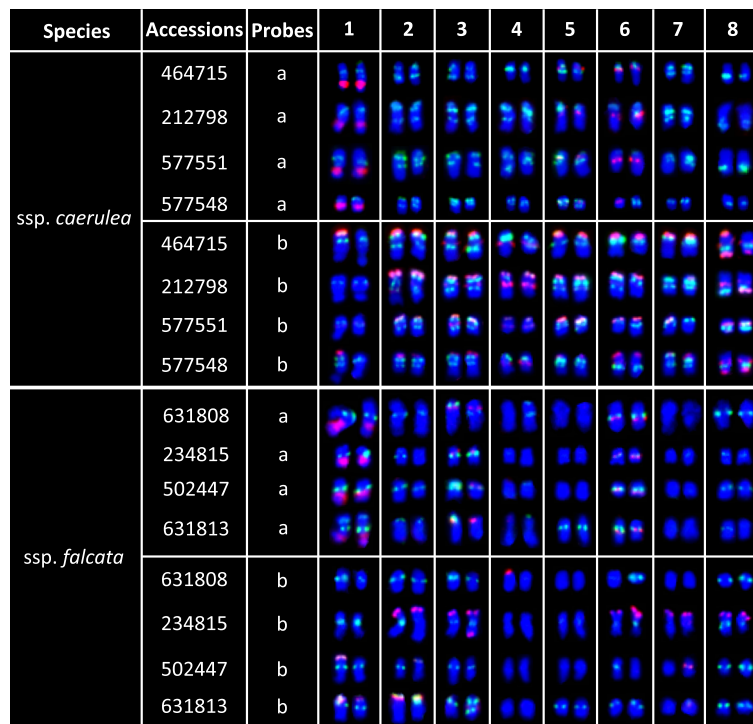 Species Accessions Probes 1 2 3 4 5 6 7 8
464715 a
212798 a
577551 a
577548 a
ssp. caerulea
464715 b
212798 b
577551 b
577548 b
631808 a
234815 a
502447 a
631813 a
ssp. falcata
631808 b
234815 b
502447 b
631813 b